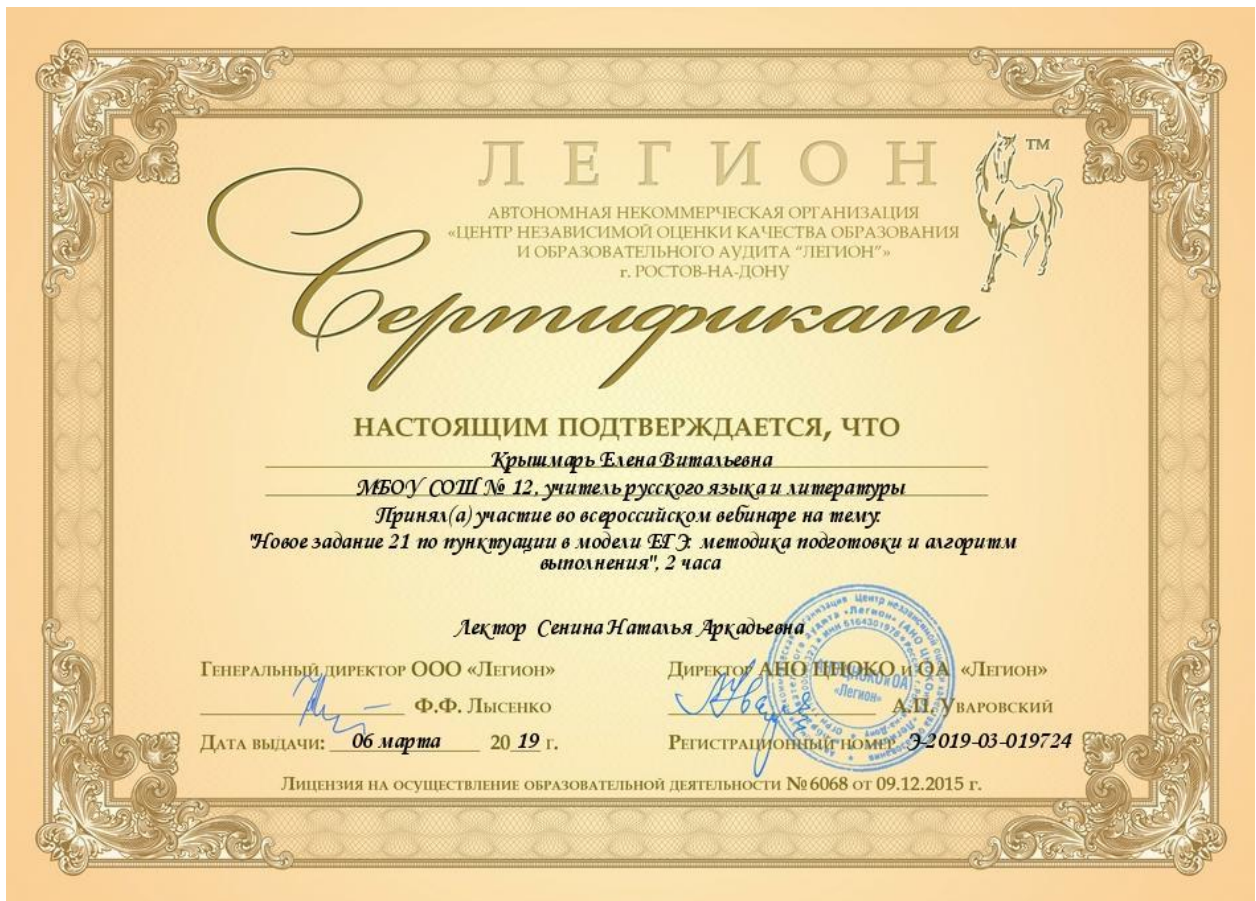 ЛЕГИОН
TM
АВТОНОМНАЯ НЕКОММЕРЧЕСКАЯ ОРГАНИЗАЦИЯ
«ЦЕНТР НЕЗАВИСИМОЙ ОЦЕНКИ КАЧЕСТВА ОБРАЗОВАНИЯ
И ОБРАЗОВАТЕЛЬНОГО АУДИТА "ЛЕГИОН"»
г. РОСТОВ-НА-ДОНУ
Сертификат
НАСТОЯЩИМ ПОДТВЕРЖДАЕТСЯ, ЧТО
Крышмарь Елена Витальевна
МБОУ СОШ № 12, учитель русского языка и литературы
Принял(а) участие во всероссийском вебинаре на тему:
"Новое задание 21 по пунктуации в модели ЕГЭ: методика подготовки и алгоритм
выполнения", 2 часа
Лектор Сенина Наталья Аркадьевна
ГЕНЕРАЛЬНЫЙ ДИРЕКТОР ООО «ЛЕГИОН»
Ф.Ф. ЛЫСЕНКО
ДИРЕКТОР АНО ЦНОКО и ОА «ЛЕГИОН»
А.П. УВАРОВСКИЙ
ДАТА ВЫДАЧИ: 06 марта 20 19 г.
РЕГИСТРАЦИОННЫЙ НОМЕР Э-2019-03-019724
ЛИЦЕНЗИЯ НА ОСУЩЕСТВЛЕНИЕ ОБРАЗОВАТЕЛЬНОЙ ДЕЯТЕЛЬНОСТИ № 6068 от 09.12.2015 г.